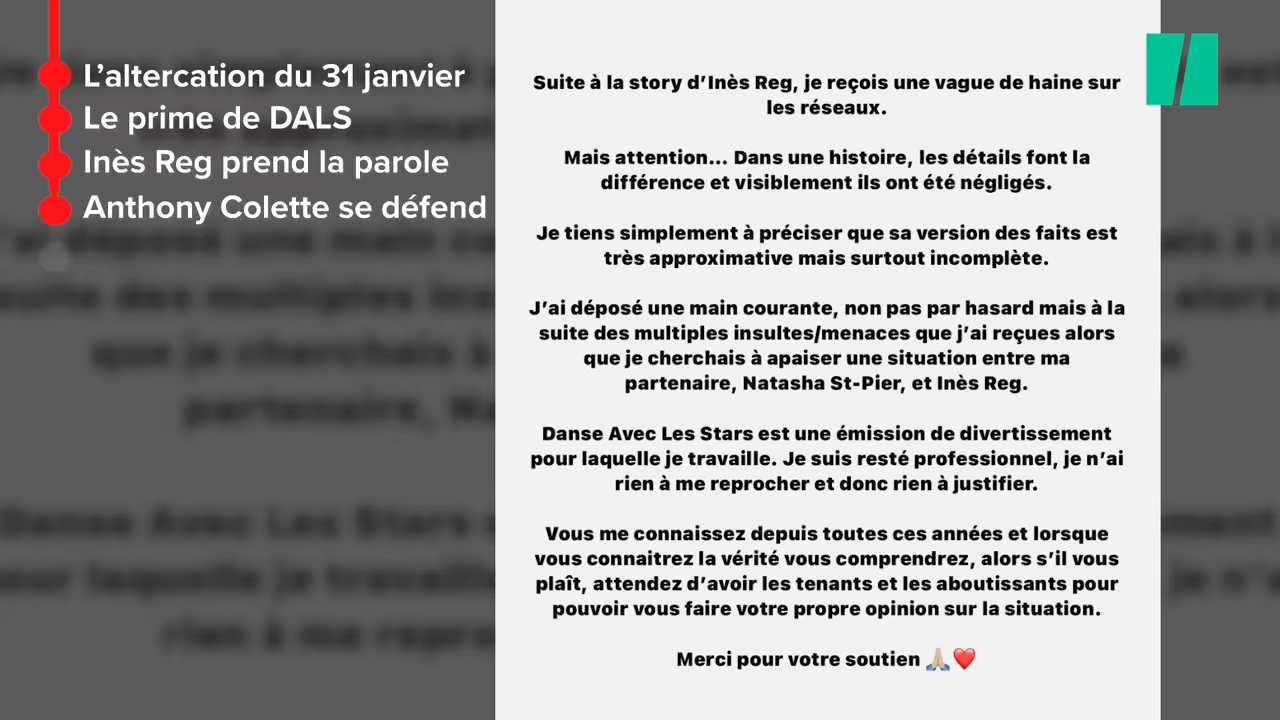 L'altercation du 31 janvier
Le prime de DALS
Inès Reg prend la parole
Anthony Colette se défend
Suite à la story d'Inès Reg, je reçois une vague de haine sur
les réseaux.
Mais attention... Dans une histoire, les détails font la
différence et visiblement ils ont été négligés.
Je tiens simplement à préciser que sa version des faits est
très approximative mais surtout incomplète.
J'ai déposé une main courante, non pas par hasard mais à la
suite des multiples insultes/menaces que j'ai reçues alors
que je cherchais à apaiser une situation entre ma
partenaire, Natasha St-Pier, et Inès Reg.
Danse Avec Les Stars est une émission de divertissement
pour laquelle je travaille. Je suis resté professionnel, je n'ai
rien à me reprocher et donc rien à justifier.
Vous me connaissez depuis toutes ces années et lorsque
vous connaitrez la vérité vous comprendrez, alors s'il vous
plaît, attendez d'avoir les tenants et les aboutissants pour
pouvoir vous faire votre propre opinion sur la situation.
Merci pour votre soutien 🙏🏼❤️